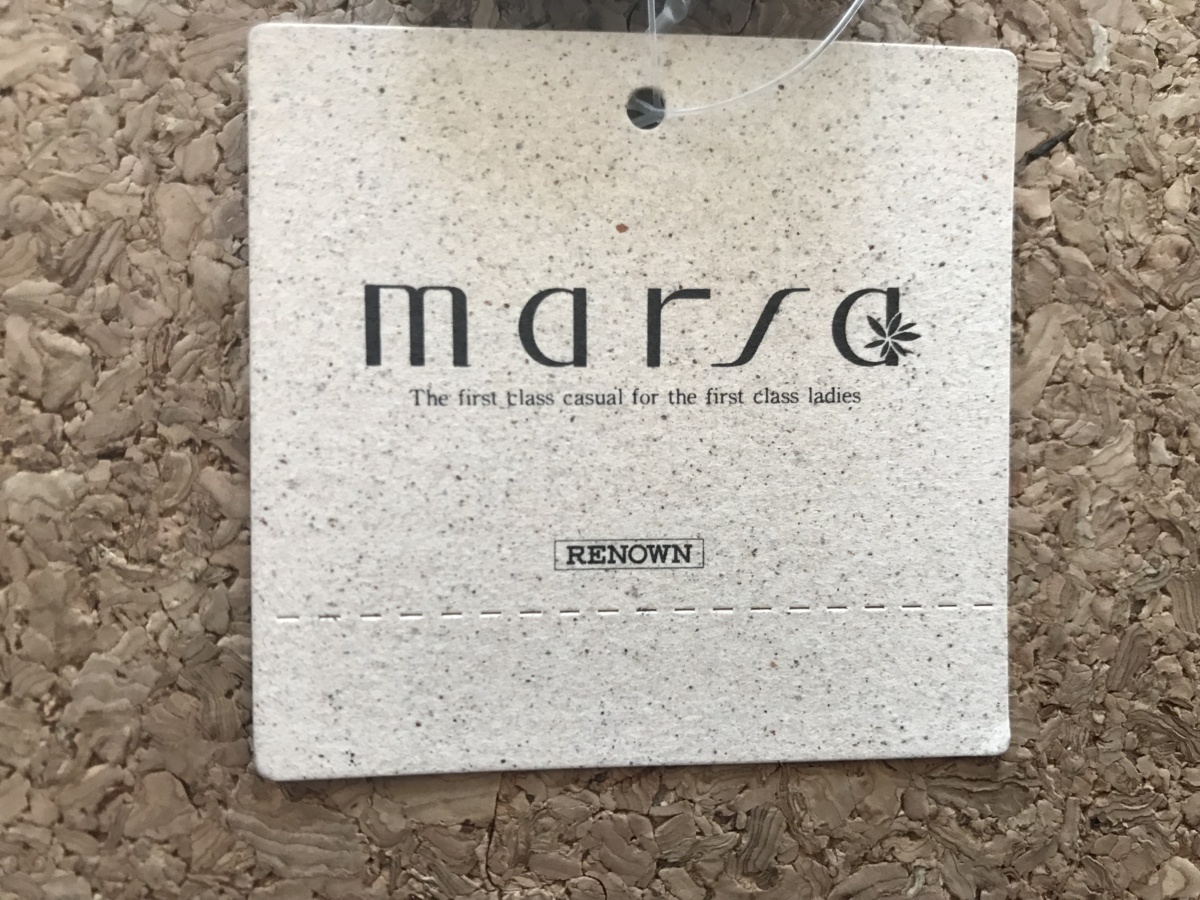 marsa
The first class casual for the first class ladies
RENOWN